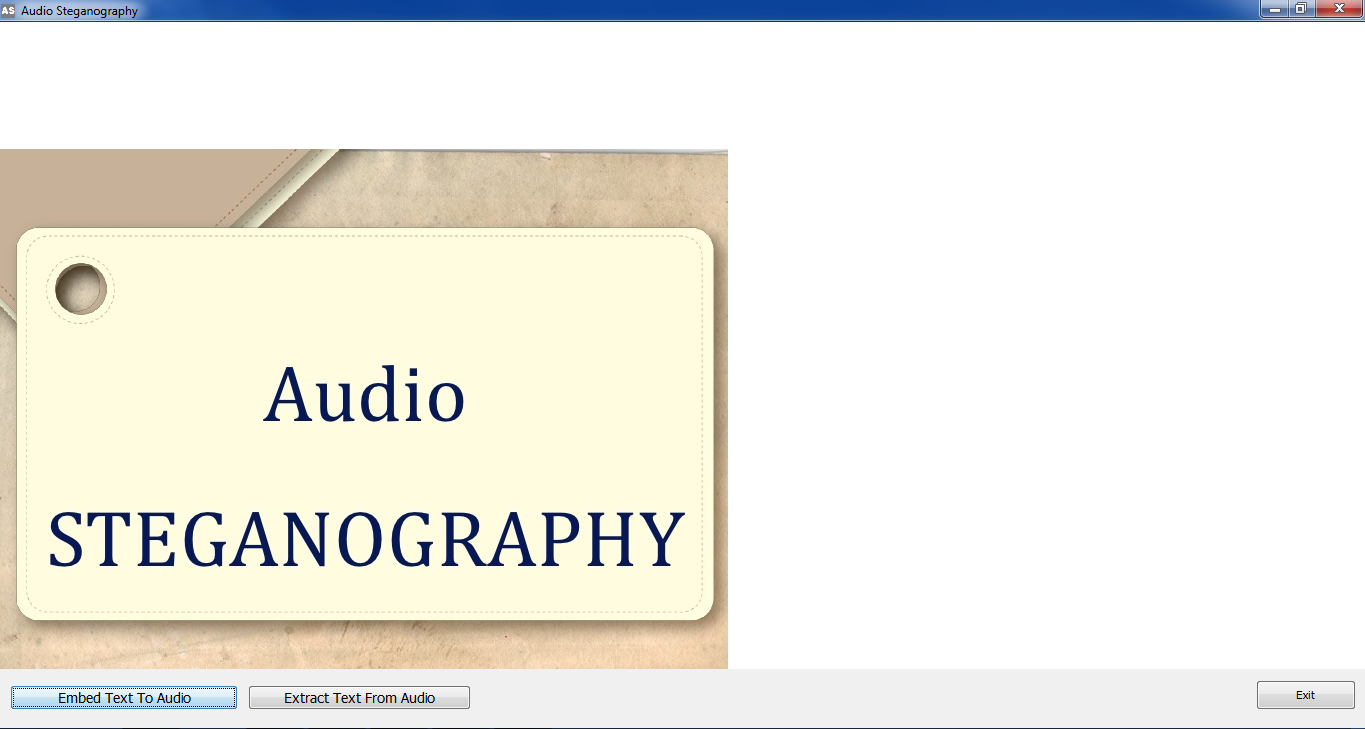 AS Audio Steganography
Audio
STEGANOGRAPHY
Embed Text To Audio Extract Text From Audio Exit